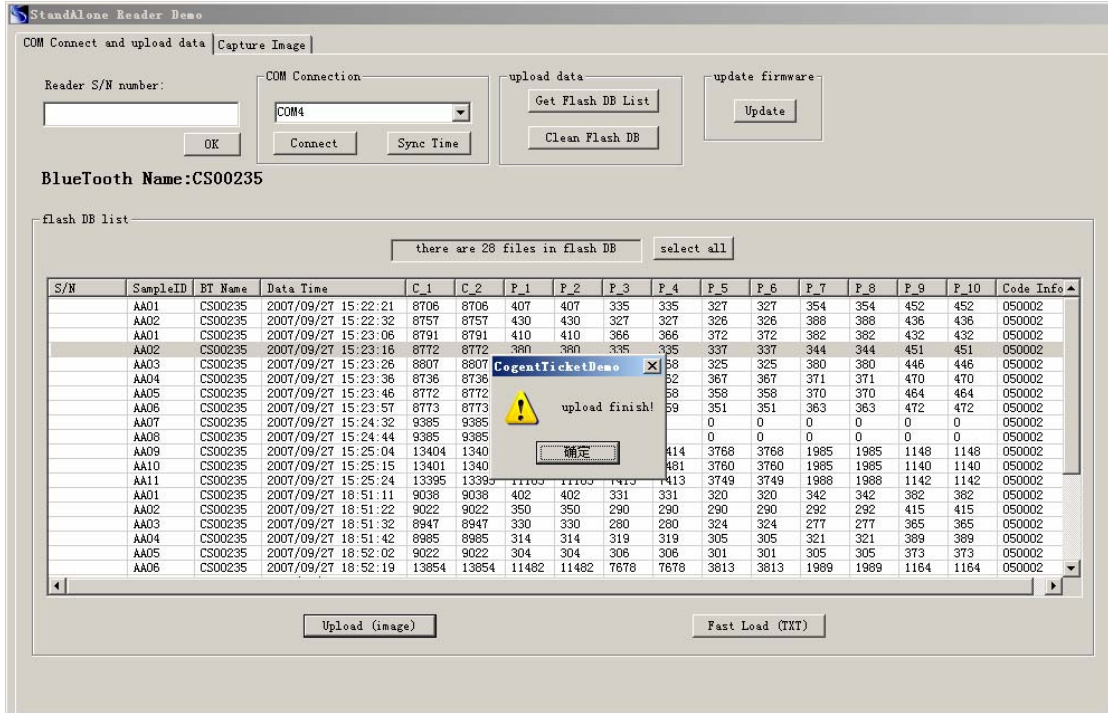 StandAlone Reader Demo
COM Connect and upload data Capture Image
Reader S/N number:
OK
COM Connection
COM4
Connect Sync Time
upload data
Get Flash DB List
Clean Flash DB
update firmware
Update
BlueTooth Name:CS00235
flash DB list
there are 28 files in flash DB select all
S/N SampleID BT Name Data Time C_1 C_2 P_1 P_2 P_3 P_4 P_5 P_6 P_7 P_8 P_9 P_10 Code Info
AA01 CS00235 2007/09/27 15:22:21 8706 8706 407 407 335 335 327 327 354 354 452 452 050002
AA02 CS00235 2007/09/27 15:22:32 8757 8757 430 430 327 327 326 326 388 388 436 436 050002
AA01 CS00235 2007/09/27 15:23:06 8791 8791 410 410 366 366 372 372 382 382 432 432 050002
AA02 CS00235 2007/09/27 15:23:16 8772 8772 380 380 335 335 337 337 344 344 451 451 050002
AA03 CS00235 2007/09/27 15:23:26 8807 8807 325 325 380 380 446 446 050002
AA04 CS00235 2007/09/27 15:23:36 8736 8736 367 367 371 371 470 470 050002
AA05 CS00235 2007/09/27 15:23:46 8772 8772 358 358 370 370 464 464 050002
AA06 CS00235 2007/09/27 15:23:57 8773 8773 351 351 363 363 472 472 050002
AA07 CS00235 2007/09/27 15:24:32 9385 9385 0 0 0 0 0 0 050002
AA08 CS00235 2007/09/27 15:24:44 9385 9385 0 0 0 0 0 0 050002
AA09 CS00235 2007/09/27 15:25:04 13404 3768 3768 1985 1985 1148 1148 050002
AA10 CS00235 2007/09/27 15:25:15 13401 3760 3760 1985 1985 1140 1140 050002
AA11 CS00235 2007/09/27 15:25:24 13395 13395 3749 3749 1988 1988 1142 1142 050002
AA01 CS00235 2007/09/27 18:51:11 9038 9038 402 402 331 331 320 320 342 342 382 382 050002
AA02 CS00235 2007/09/27 18:51:22 9022 9022 350 350 290 290 290 290 292 292 415 415 050002
AA03 CS00235 2007/09/27 18:51:32 8947 8947 330 330 280 280 324 324 277 277 365 365 050002
AA04 CS00235 2007/09/27 18:51:42 8985 8985 314 314 319 319 305 305 321 321 389 389 050002
AA05 CS00235 2007/09/27 18:52:02 9022 9022 304 304 306 306 301 301 305 305 373 373 050002
AA06 CS00235 2007/09/27 18:52:19 13854 13854 11482 11482 7678 7678 3813 3813 1989 1989 1164 1164 050002
CogentTicketDemo
upload finish!
确定
Upload (image) Fast Load (TXT)